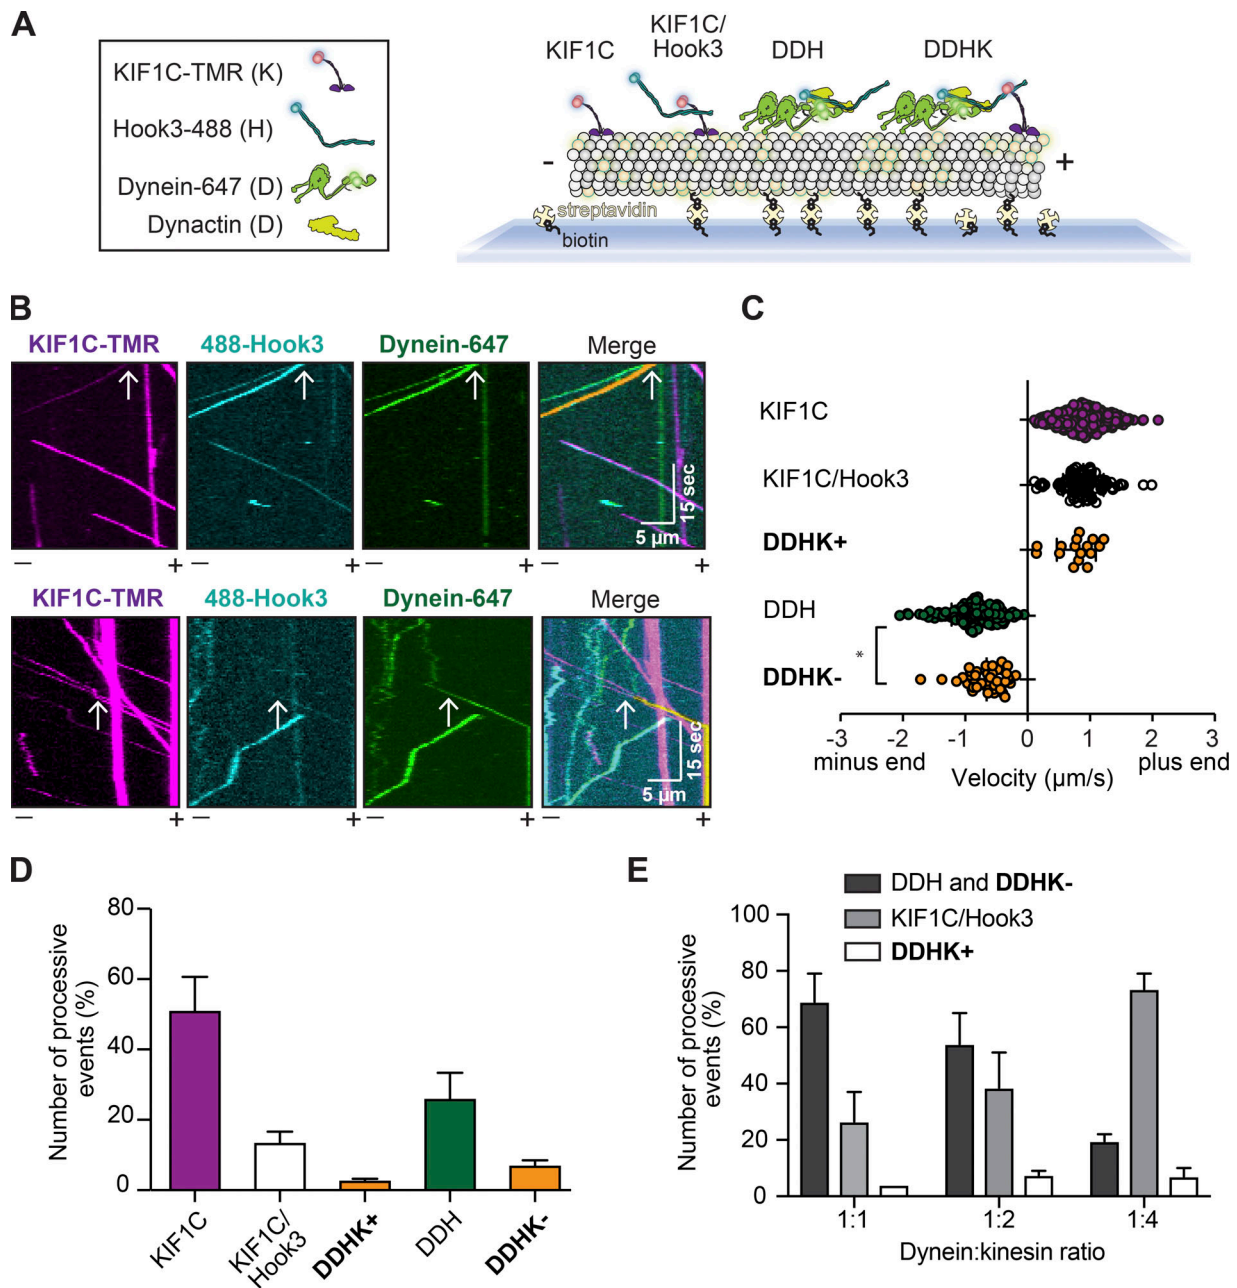 A
KIF1C-TMR (K)
Hook3-488 (H)
Dynein-647 (D)
Dynactin (D)
KIF1C
KIF1C/
Hook3
DDH
DDHK
-
+
streptavidin
biotin
B
KIF1C-TMR 488-Hook3 Dynein-647 Merge
15 sec
5 µm
– + – + – + – +
KIF1C-TMR 488-Hook3 Dynein-647 Merge
15 sec
5 µm
– + – + – + – +
C
KIF1C
KIF1C/Hook3
DDHK+
DDH
*
DDHK-
-3 -2 -1 0 1 2 3
minus end plus end
Velocity (µm/s)
D
Number of processive
events (%)
80
60
40
20
0
KIF1C
KIF1C/
Hook3
DDHK+
DDH
DDHK-
E
DDH and DDHK-
KIF1C/Hook3
DDHK+
Number of processive
events (%)
100
80
60
40
20
0
1:1 1:2 1:4
Dynein:kinesin ratio